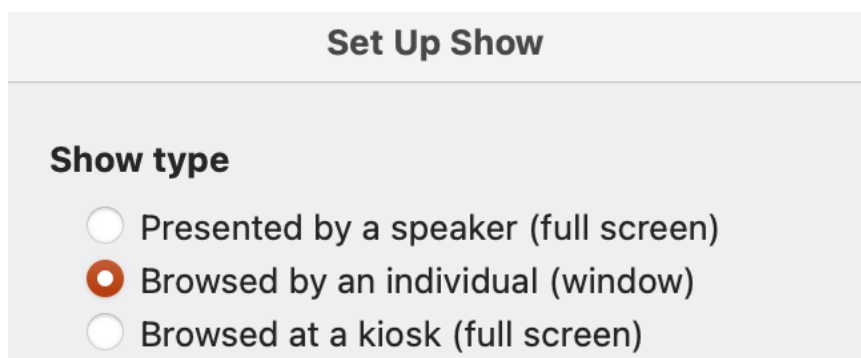 Set Up Show
Show type
Presented by a speaker (full screen)
Browsed by an individual (window)
Browsed at a kiosk (full screen)